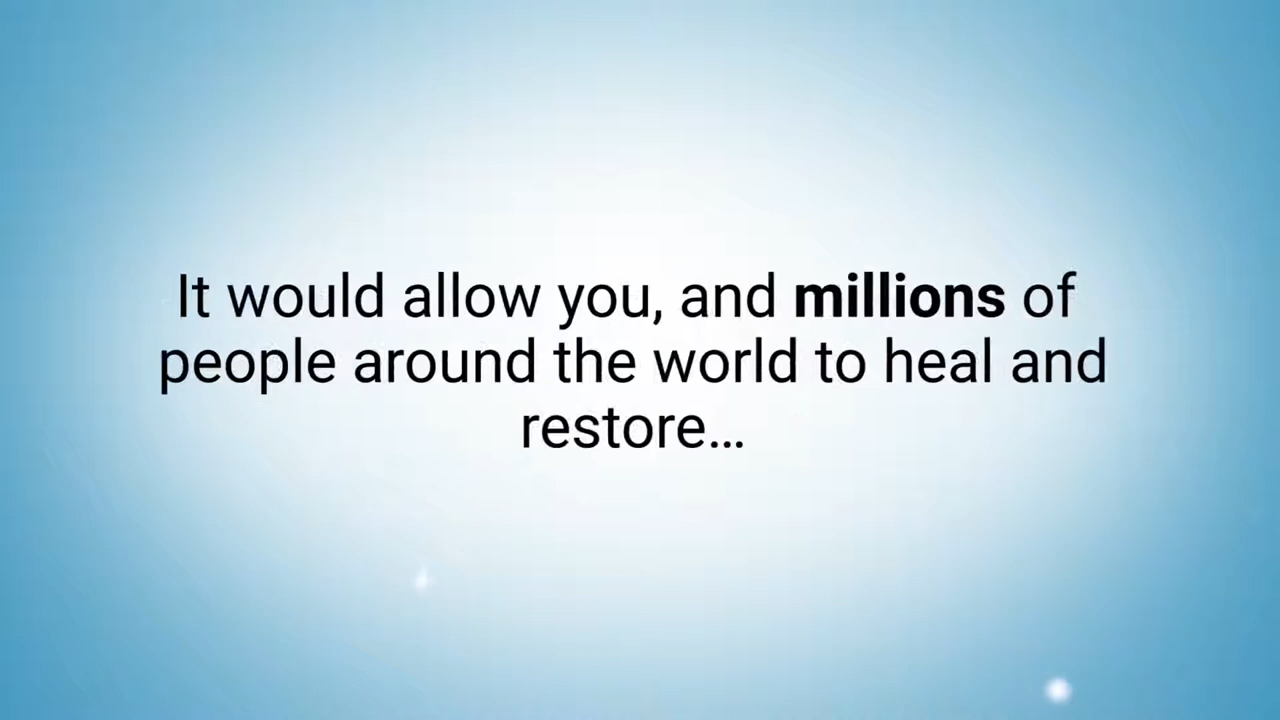 It would allow you, and millions of
people around the world to heal and
restore…